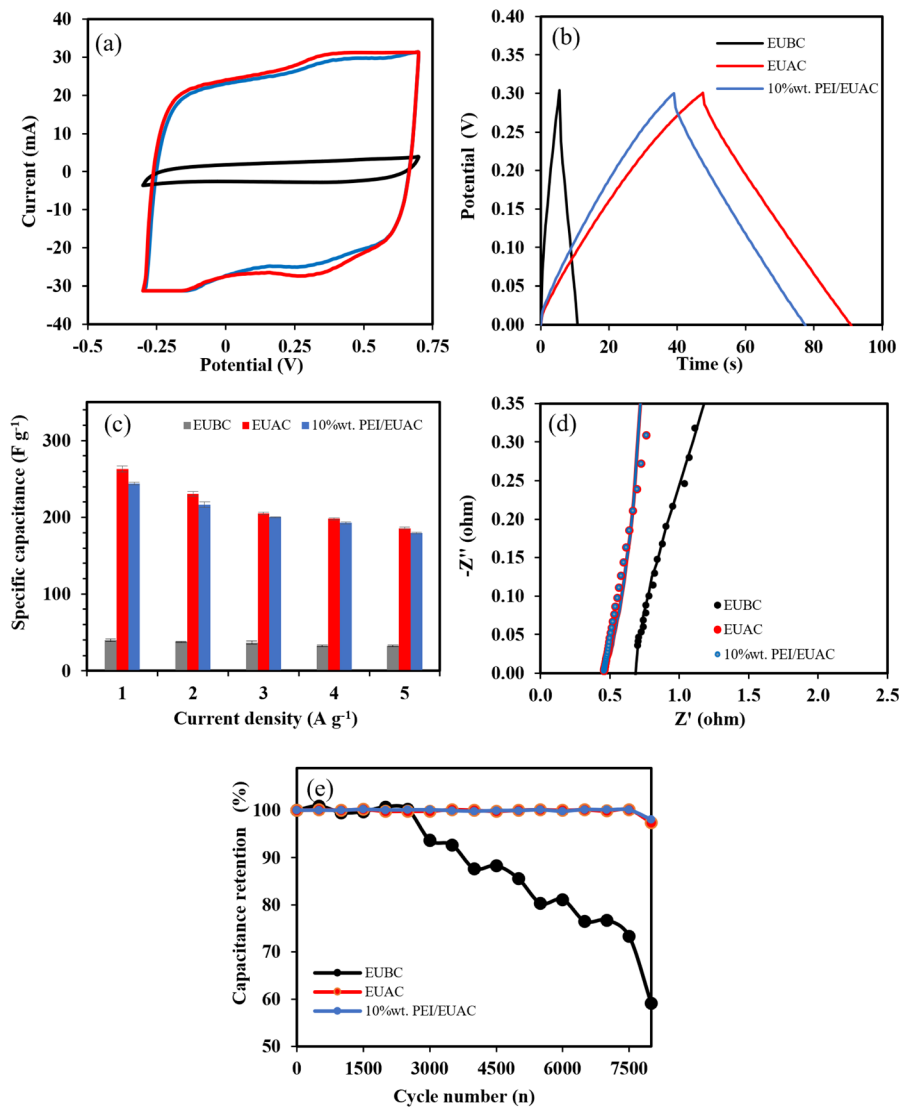 (a)
40
30
20
10
0
-10
-20
-30
-40
Current (mA)
-0.5 -0.25 0 0.25 0.5 0.75
Potential (V)
(b)
0.40
0.35
0.30
0.25
0.20
0.15
0.10
0.05
0.00
Potential (V)
EUBC
EUAC
10%wt. PEI/EUAC
0 20 40 60 80 100
Time (s)
(c)
EUBC EUAC 10%wt. PEI/EUAC
300
200
100
0
Specific capacitance (F g⁻¹)
1 2 3 4 5
Current density (A g⁻¹)
(d)
0.35
0.30
0.25
0.20
0.15
0.10
0.05
0.00
-Z'' (ohm)
EUBC
EUAC
10%wt. PEI/EUAC
0.0 0.5 1.0 1.5 2.0 2.5
Z' (ohm)
(e)
100
90
80
70
60
50
Capacitance retention (%)
EUBC
EUAC
10%wt. PEI/EUAC
0 1500 3000 4500 6000 7500
Cycle number (n)